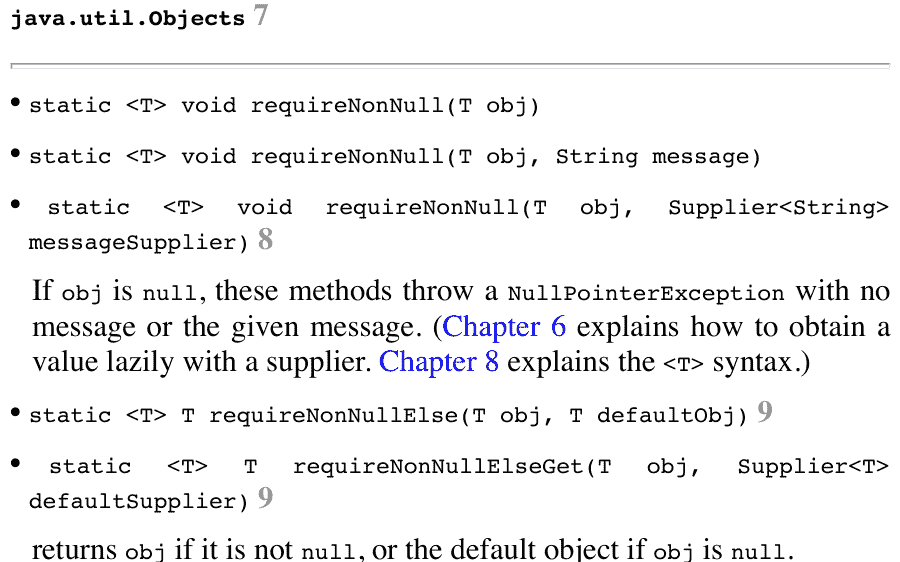 java.util.Objects 7
• static <T> void requireNonNull(T obj)
• static <T> void requireNonNull(T obj, String message)
• static <T> void requireNonNull(T obj, Supplier<String>
messageSupplier) 8
If obj is null, these methods throw a NullPointerException with no
message or the given message. (Chapter 6 explains how to obtain a
value lazily with a supplier. Chapter 8 explains the <T> syntax.)
• static <T> T requireNonNullElse(T obj, T defaultObj) 9
• static <T> T requireNonNullElseGet(T obj, Supplier<T>
defaultSupplier) 9
returns obj if it is not null, or the default object if obj is null.